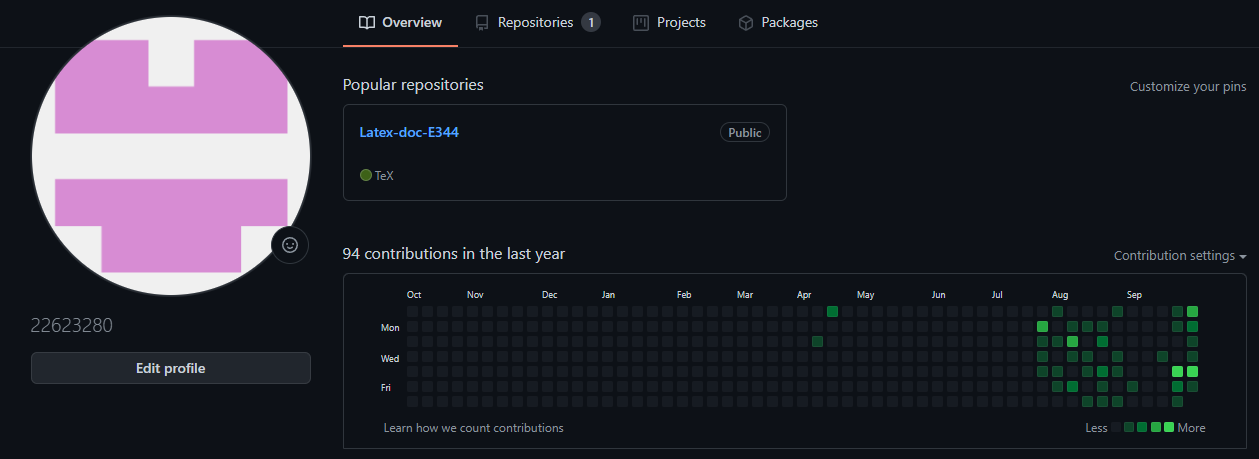 Overview Repositories 1 Projects Packages
Popular repositories Customize your pins
Latex-doc-E344 Public
TeX
94 contributions in the last year Contribution settings
Oct Nov Dec Jan Feb Mar Apr May Jun Jul Aug Sep
Mon
Wed
Fri
Learn how we count contributions Less More
22623280
Edit profile